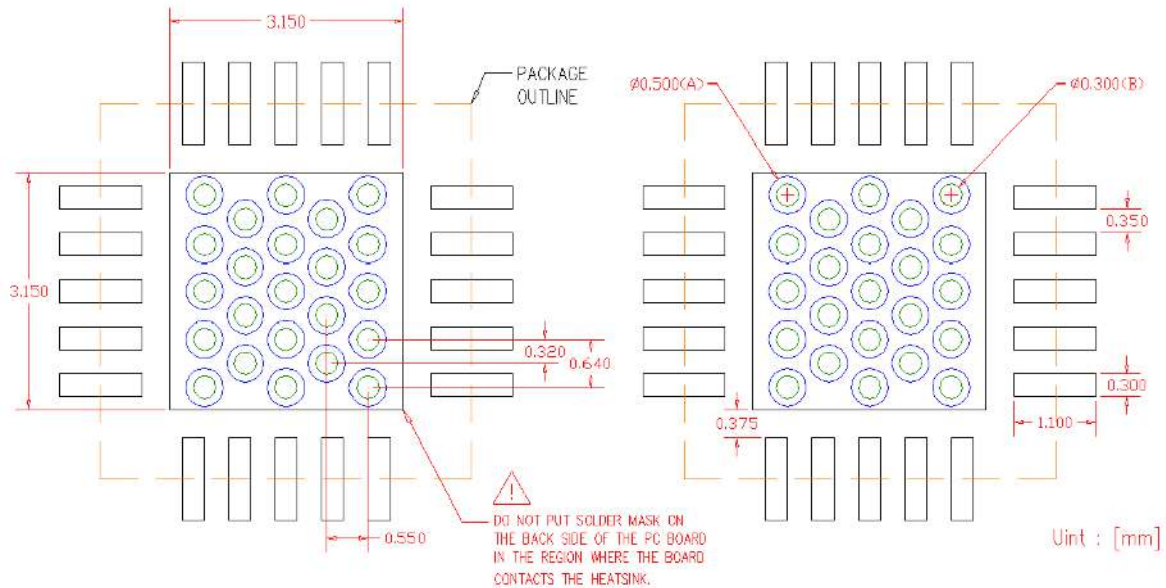 3.150
PACKAGE
OUTLINE
Ø0.500(A)
Ø0.300(B)
0.350
3.150
0.320
0.640
0.300
0.375
1.100
!
DO NOT PUT SOLDER MASK ON
THE BACK SIDE OF THE PC BOARD
IN THE REGION WHERE THE BOARD
CONTACTS THE HEATSINK.
0.550
Uint : [mm]